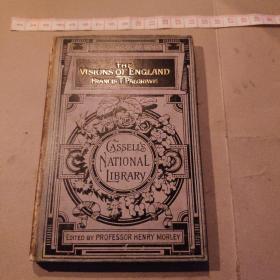 THE
VISIONS OF ENGLAND
FRANCIS T. PALGRAVE
CASSELL'S
NATIONAL
LIBRARY
EDITED BY PROFESSOR HENRY MORLEY